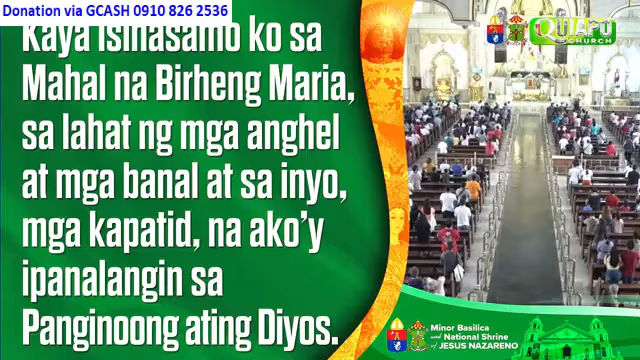 Donation via GCASH 0910 826 2536
Kaya isinasamo ko sa
Mahal na Birheng Maria,
sa lahat ng mga anghel
at mga banal at sa inyo,
mga kapatid, na ako'y
ipanalangin sa
Panginoong ating Diyos.
QUIAPO
CHURCH
Minor Basilica
and National Shrine
of JESUS NAZARENO